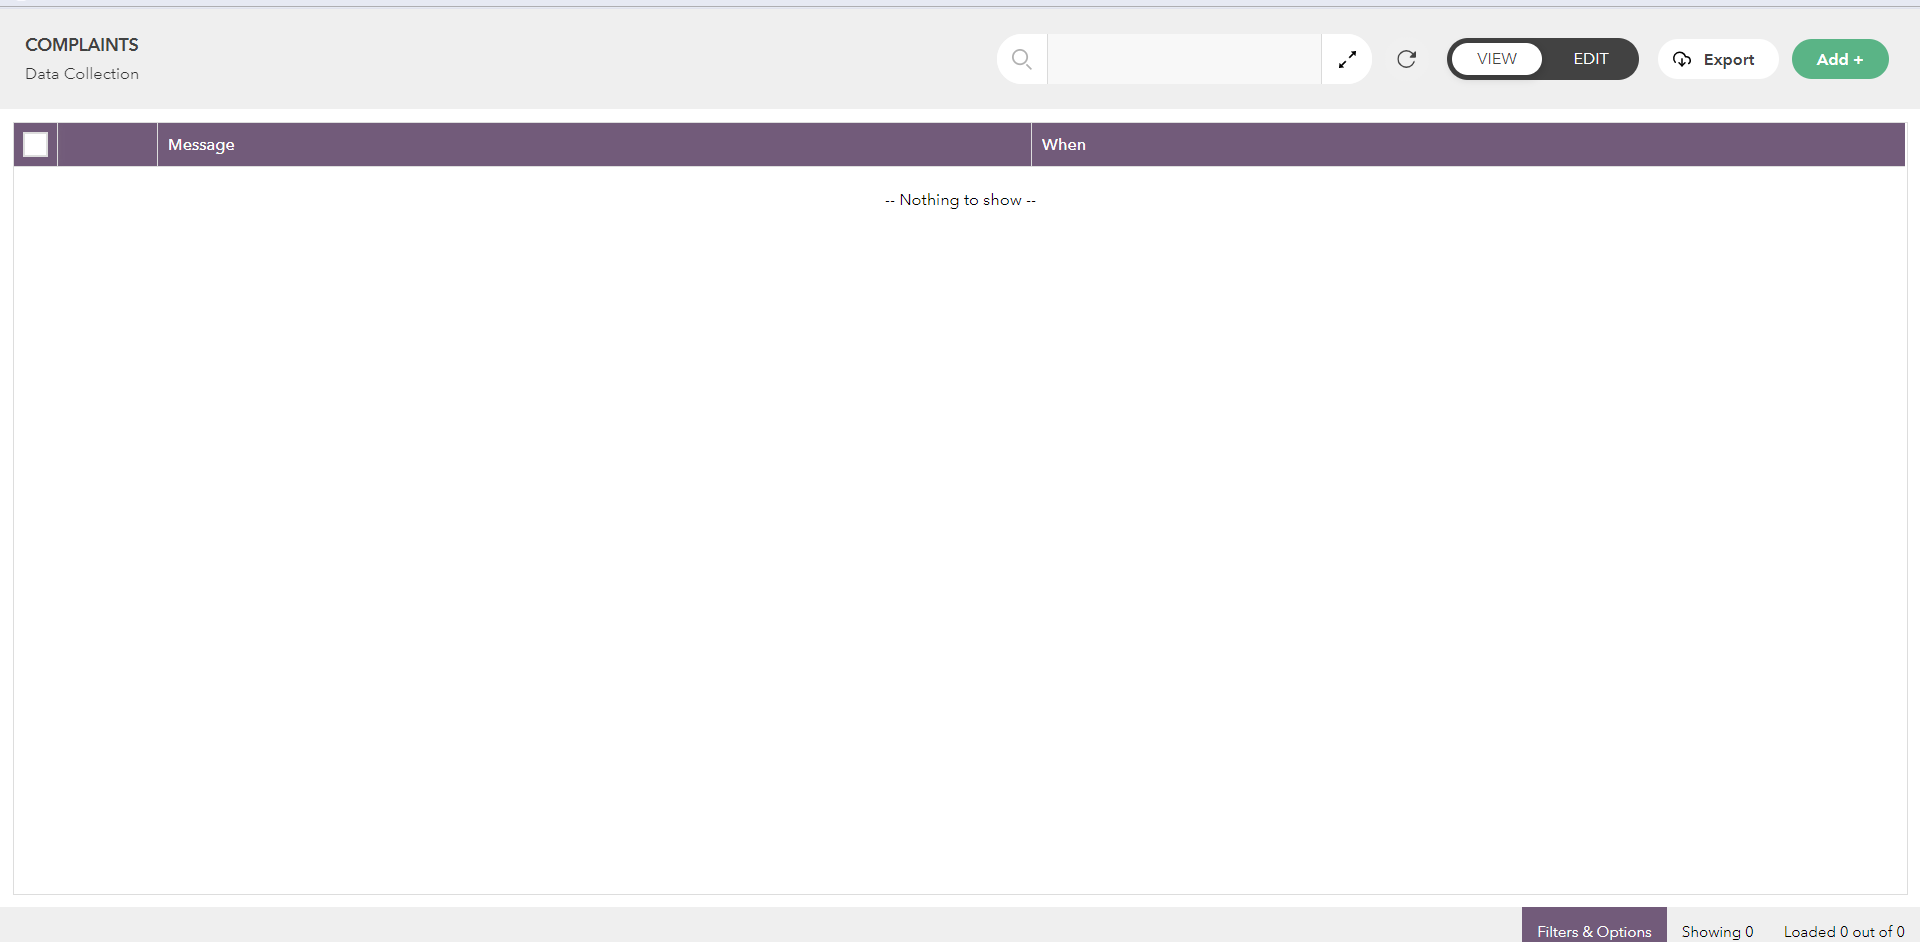 COMPLAINTS
Data Collection
VIEW
EDIT
Export
Add +
Message
When
-- Nothing to show --
Filters & Options
Showing 0
Loaded 0 out of 0